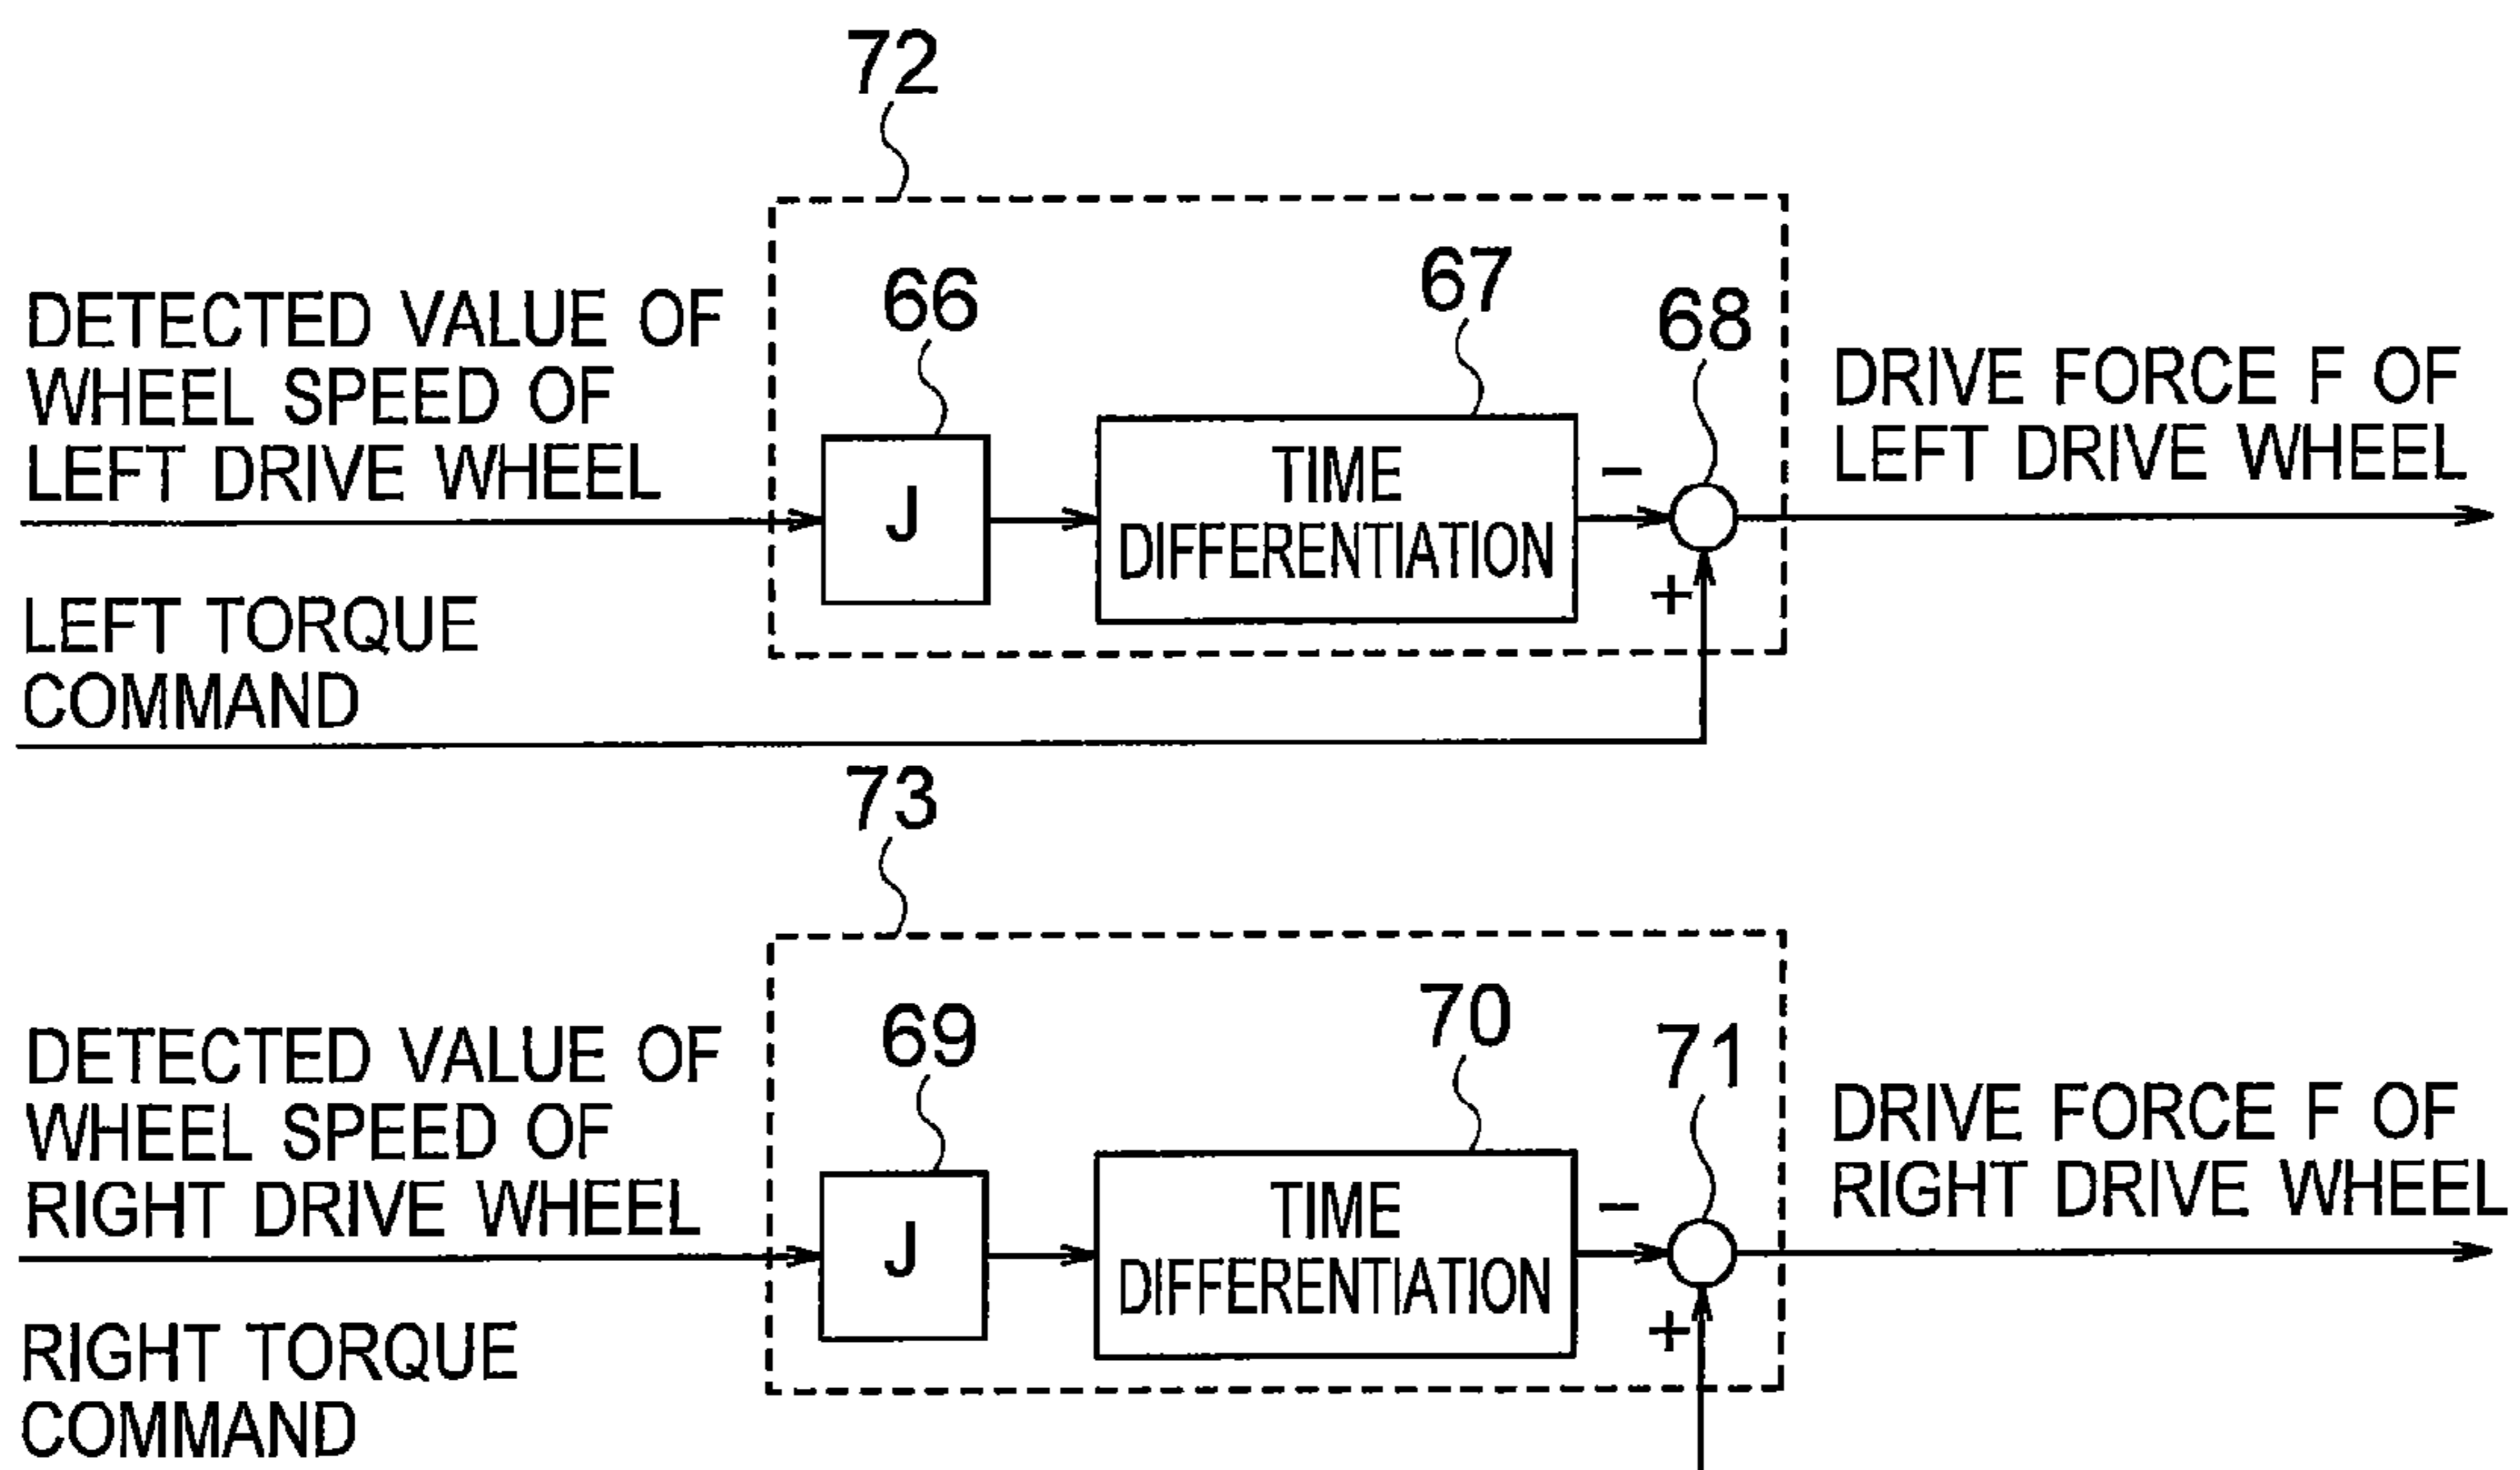 72
66
67
68
DETECTED VALUE OF
WHEEL SPEED OF
LEFT DRIVE WHEEL
J
TIME
DIFFERENTIATION
−
+
DRIVE FORCE F OF
LEFT DRIVE WHEEL
LEFT TORQUE
COMMAND
73
69
70
71
DETECTED VALUE OF
WHEEL SPEED OF
RIGHT DRIVE WHEEL
J
TIME
DIFFERENTIATION
−
+
DRIVE FORCE F OF
RIGHT DRIVE WHEEL
RIGHT TORQUE
COMMAND